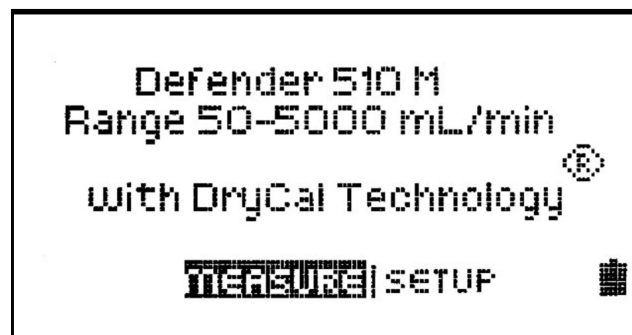 Defender 510 M
Range 50-5000 mL/min
with DryCal Technology®
MEASURE|SETUP